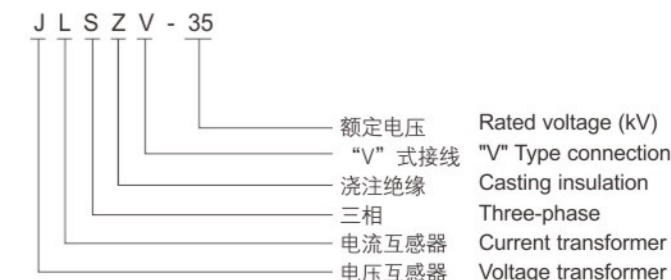 J L S Z V - 35
额定电压 Rated voltage (kV)
“V”式接线 "V" Type connection
浇注绝缘 Casting insulation
三相 Three-phase
电流互感器 Current transformer
电压互感器 Voltage transformer